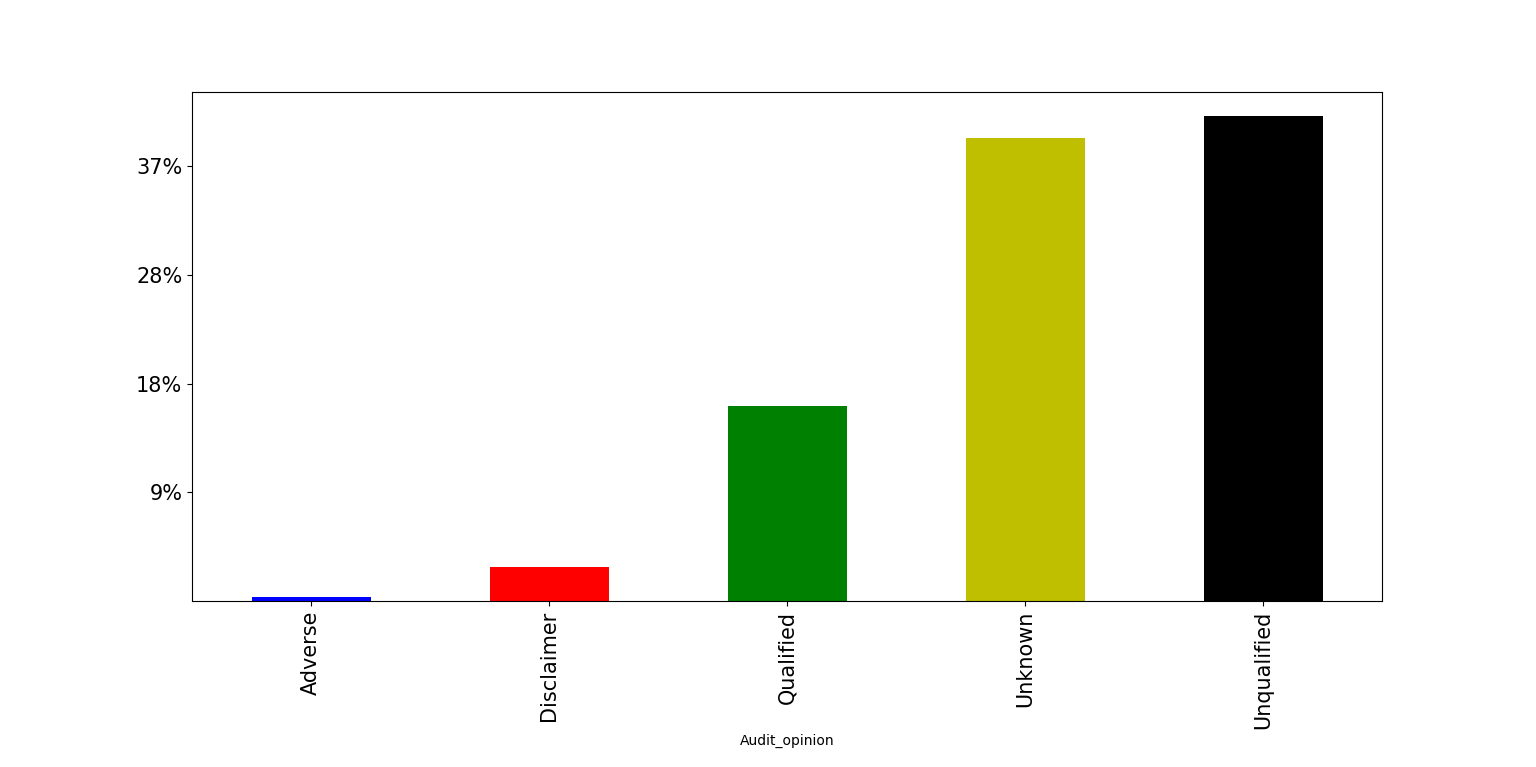 37%
28%
18%
9%
Adverse
Disclaimer
Qualified
Unknown
Unqualified
Audit_opinion